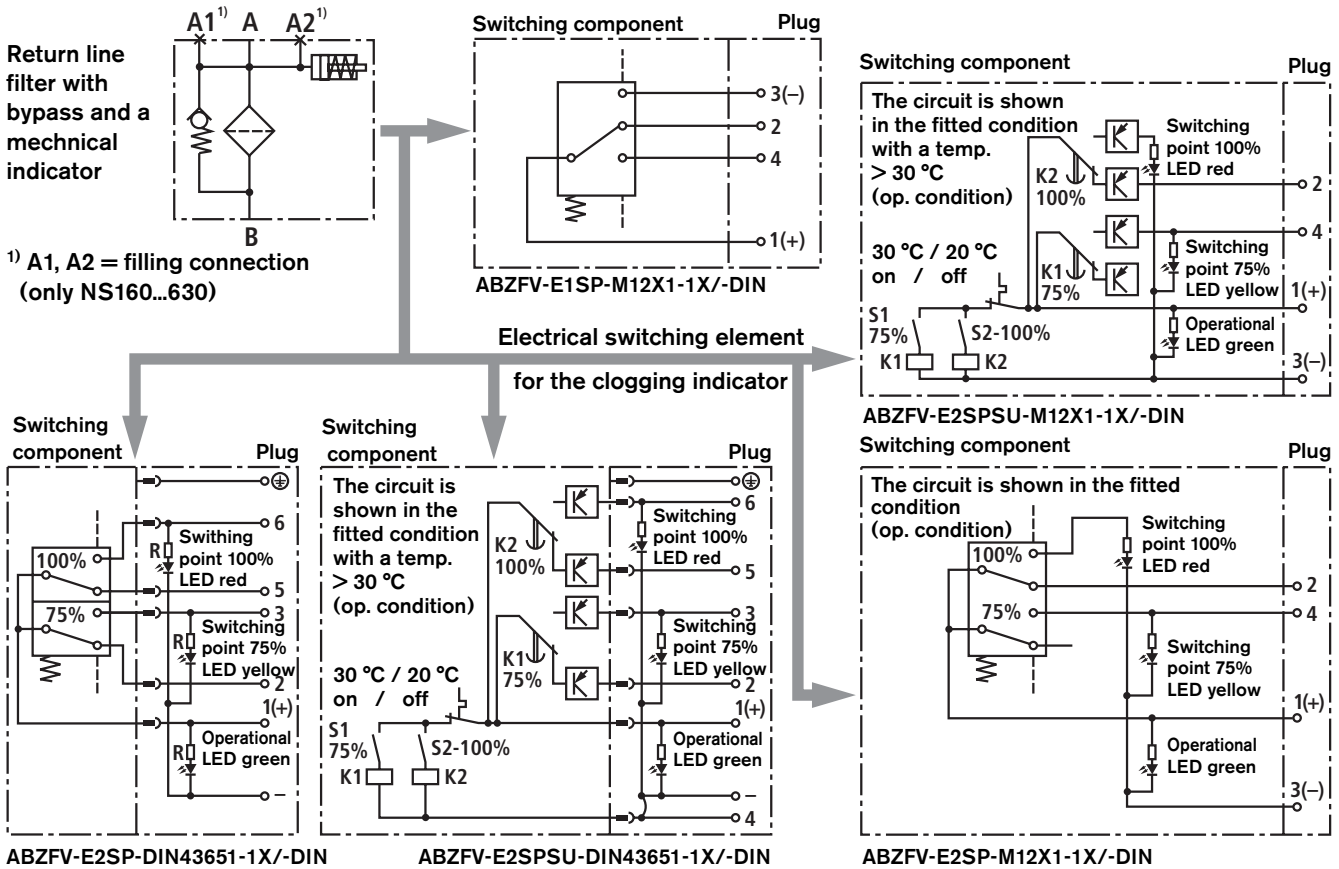 A1 1) A A2 1)
Return line
filter with
bypass and a
mechnical
indicator
B
1) A1, A2 = filling connection
(only NS160...630)
Switching component Plug
3(–)
2
4
1(+)
ABZFV-E1SP-M12X1-1X/-DIN
Switching component Plug
The circuit is shown
in the fitted condition
with a temp.
> 30 °C
(op. condition)
K2
100%
Switching
point 100%
LED red
2
4
30 °C / 20 °C
on / off
K1
75%
Switching
point 75%
LED yellow
1(+)
S1
75%
S2-100%
K1 K2
Operational
LED green
3(–)
ABZFV-E2SPSU-M12X1-1X/-DIN
Electrical switching element
for the clogging indicator
Switching
component Plug
6
100%
R
Swithing
point 100%
LED red
5
3
75%
R
Switching
point 75%
LED yellow
2
1(+)
R
Operational
LED green
–
ABZFV-E2SP-DIN43651-1X/-DIN
Switching
component Plug
The circuit is
shown in the
fitted condition
with a temp.
> 30 °C
(op. condition)
6
K2
100%
Switching
point 100%
LED red
5
3
K1
75%
Switching
point 75%
LED yellow
2
30 °C / 20 °C
on / off
1(+)
S1
75%
S2-100%
K1 K2
Operational
LED green
–
4
ABZFV-E2SPSU-DIN43651-1X/-DIN
Switching component Plug
The circuit is shown in the fitted
condition
(op. condition)
100%
Switching
point 100%
LED red
2
4
75%
Switching
point 75%
LED yellow
1(+)
Operational
LED green
3(–)
ABZFV-E2SP-M12X1-1X/-DIN